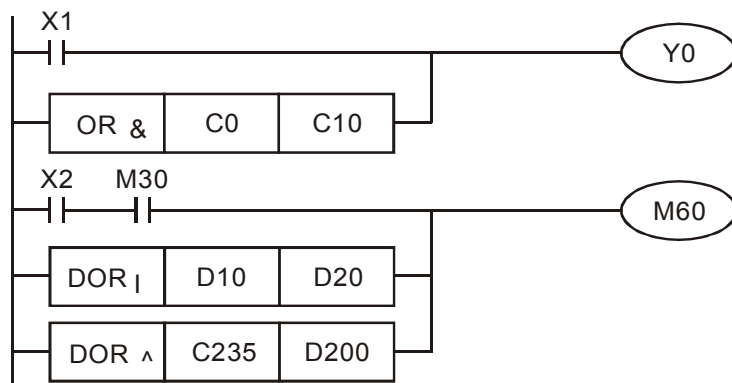 X1
Y0
OR & C0 C10
X2 M30
M60
DOR | D10 D20
DOR ^ C235 D200